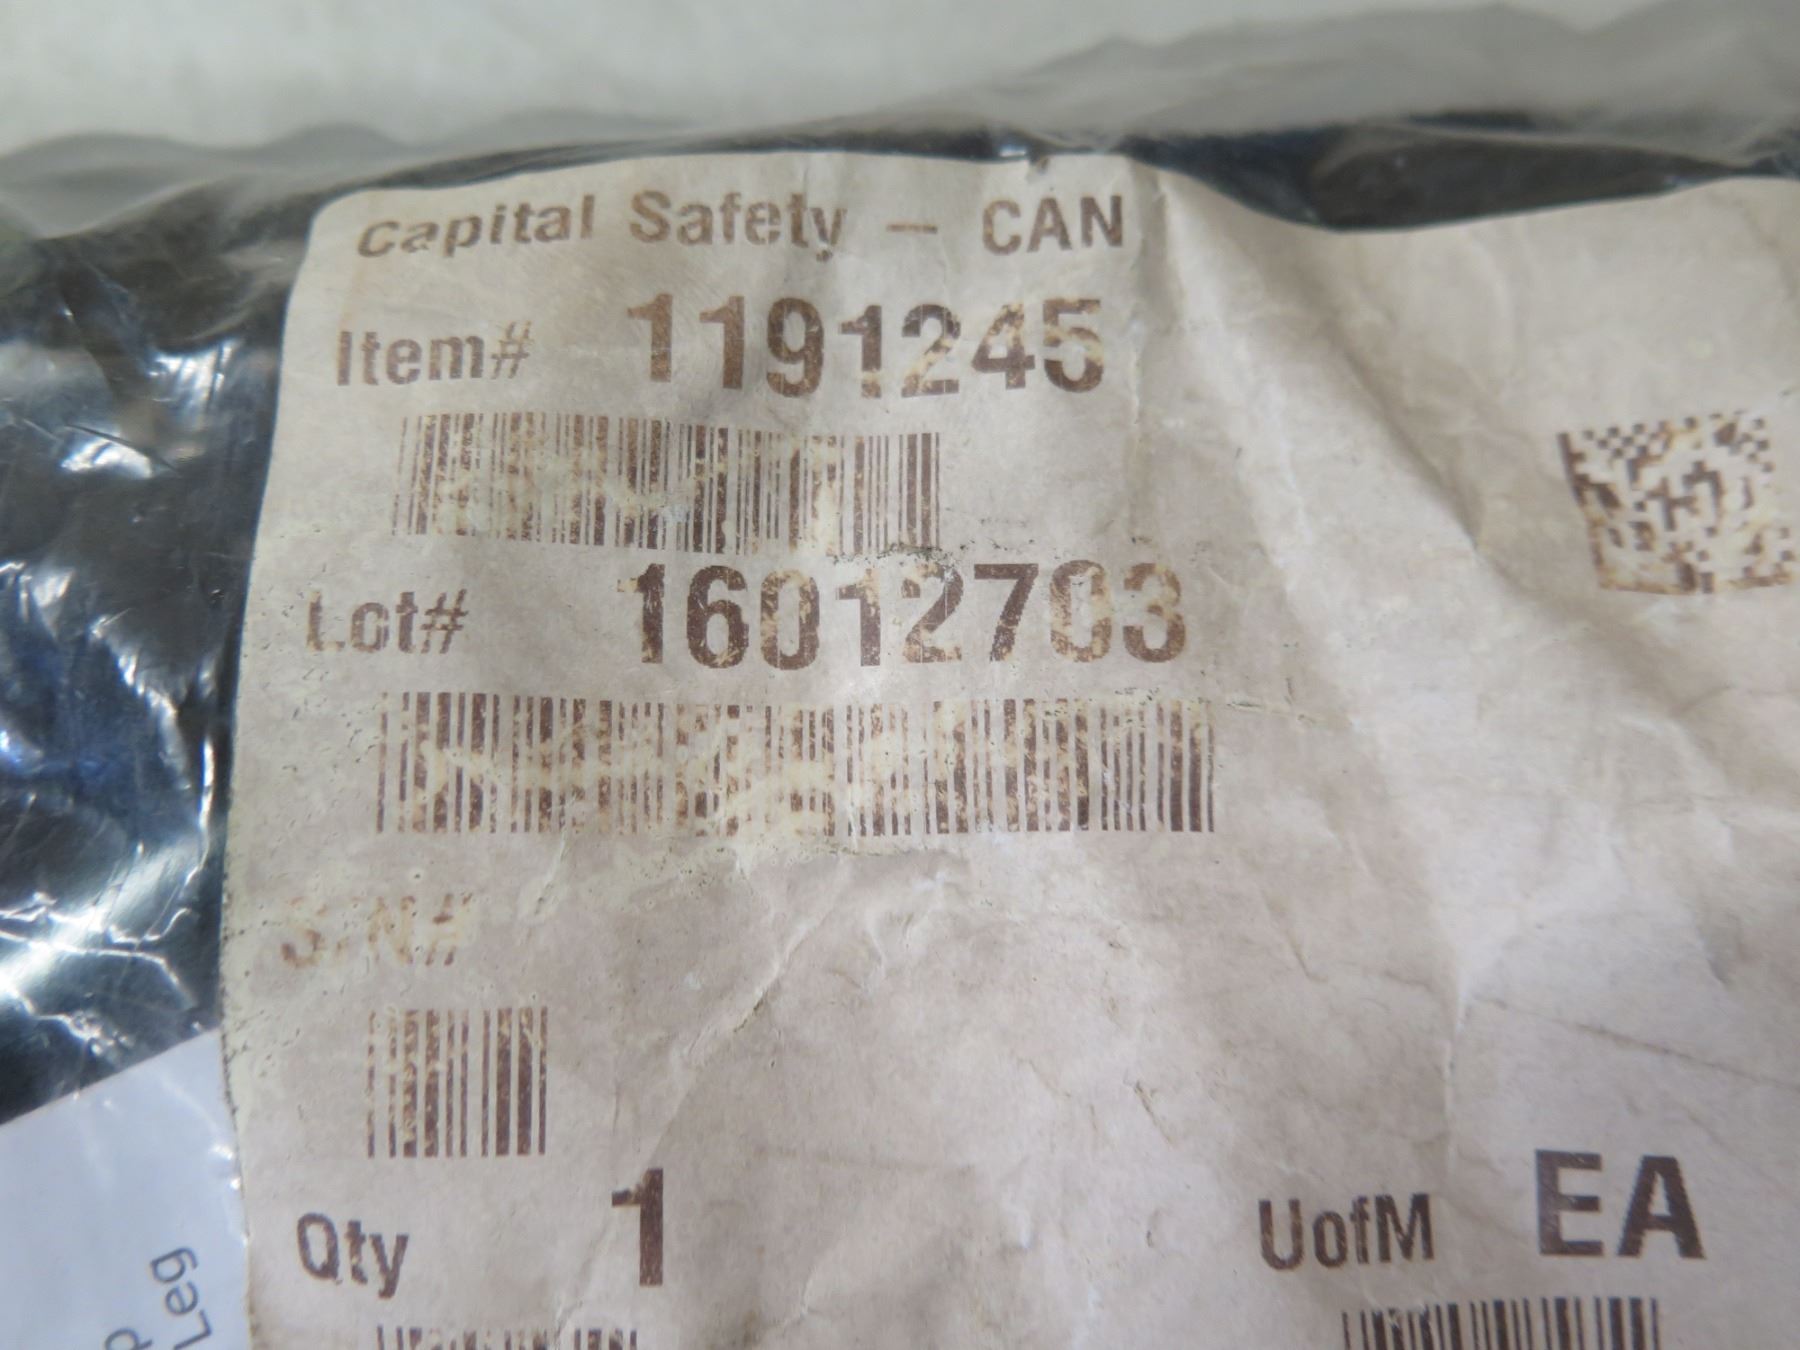 Capital Safety - CAN
Item# 1191245
Lot# 16012703
S/N#
Qty 1 UofM EA
Leg